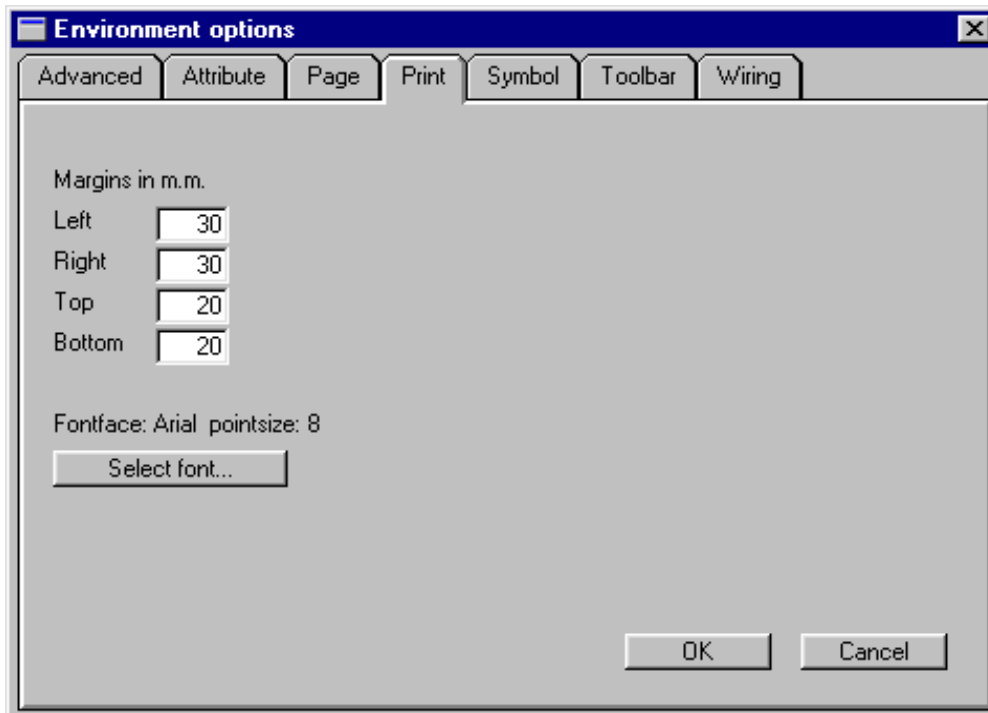 Environment options
Advanced Attribute Page Print Symbol Toolbar Wiring
Margins in m.m.
Left 30
Right 30
Top 20
Bottom 20
Fontface: Arial pointsize: 8
Select font...
OK Cancel